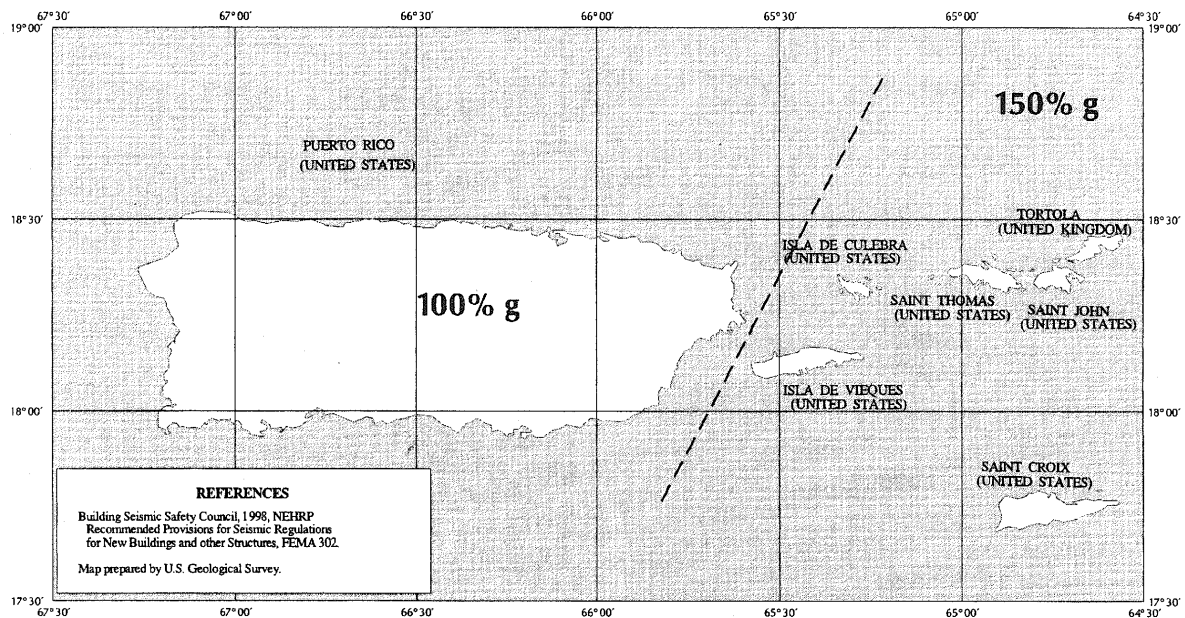 67°30' 67°00' 66°30' 66°00' 65°30' 65°00' 64°30'
19°00' 19°00'
150% g
PUERTO RICO
(UNITED STATES)
18°30' 18°30'
TORTOLA
(UNITED KINGDOM)
ISLA DE CULEBRA
(UNITED STATES)
SAINT THOMAS
(UNITED STATES)
SAINT JOHN
(UNITED STATES)
100% g
ISLA DE VIEQUES
(UNITED STATES)
18°00' 18°00'
SAINT CROIX
(UNITED STATES)
REFERENCES
Building Seismic Safety Council, 1998, NEHRP
Recommended Provisions for Seismic Regulations
for New Buildings and other Structures, FEMA 302.
Map prepared by U.S. Geological Survey.
17°30' 17°30'
67°30' 67°00' 66°30' 66°00' 65°30' 65°00' 64°30'